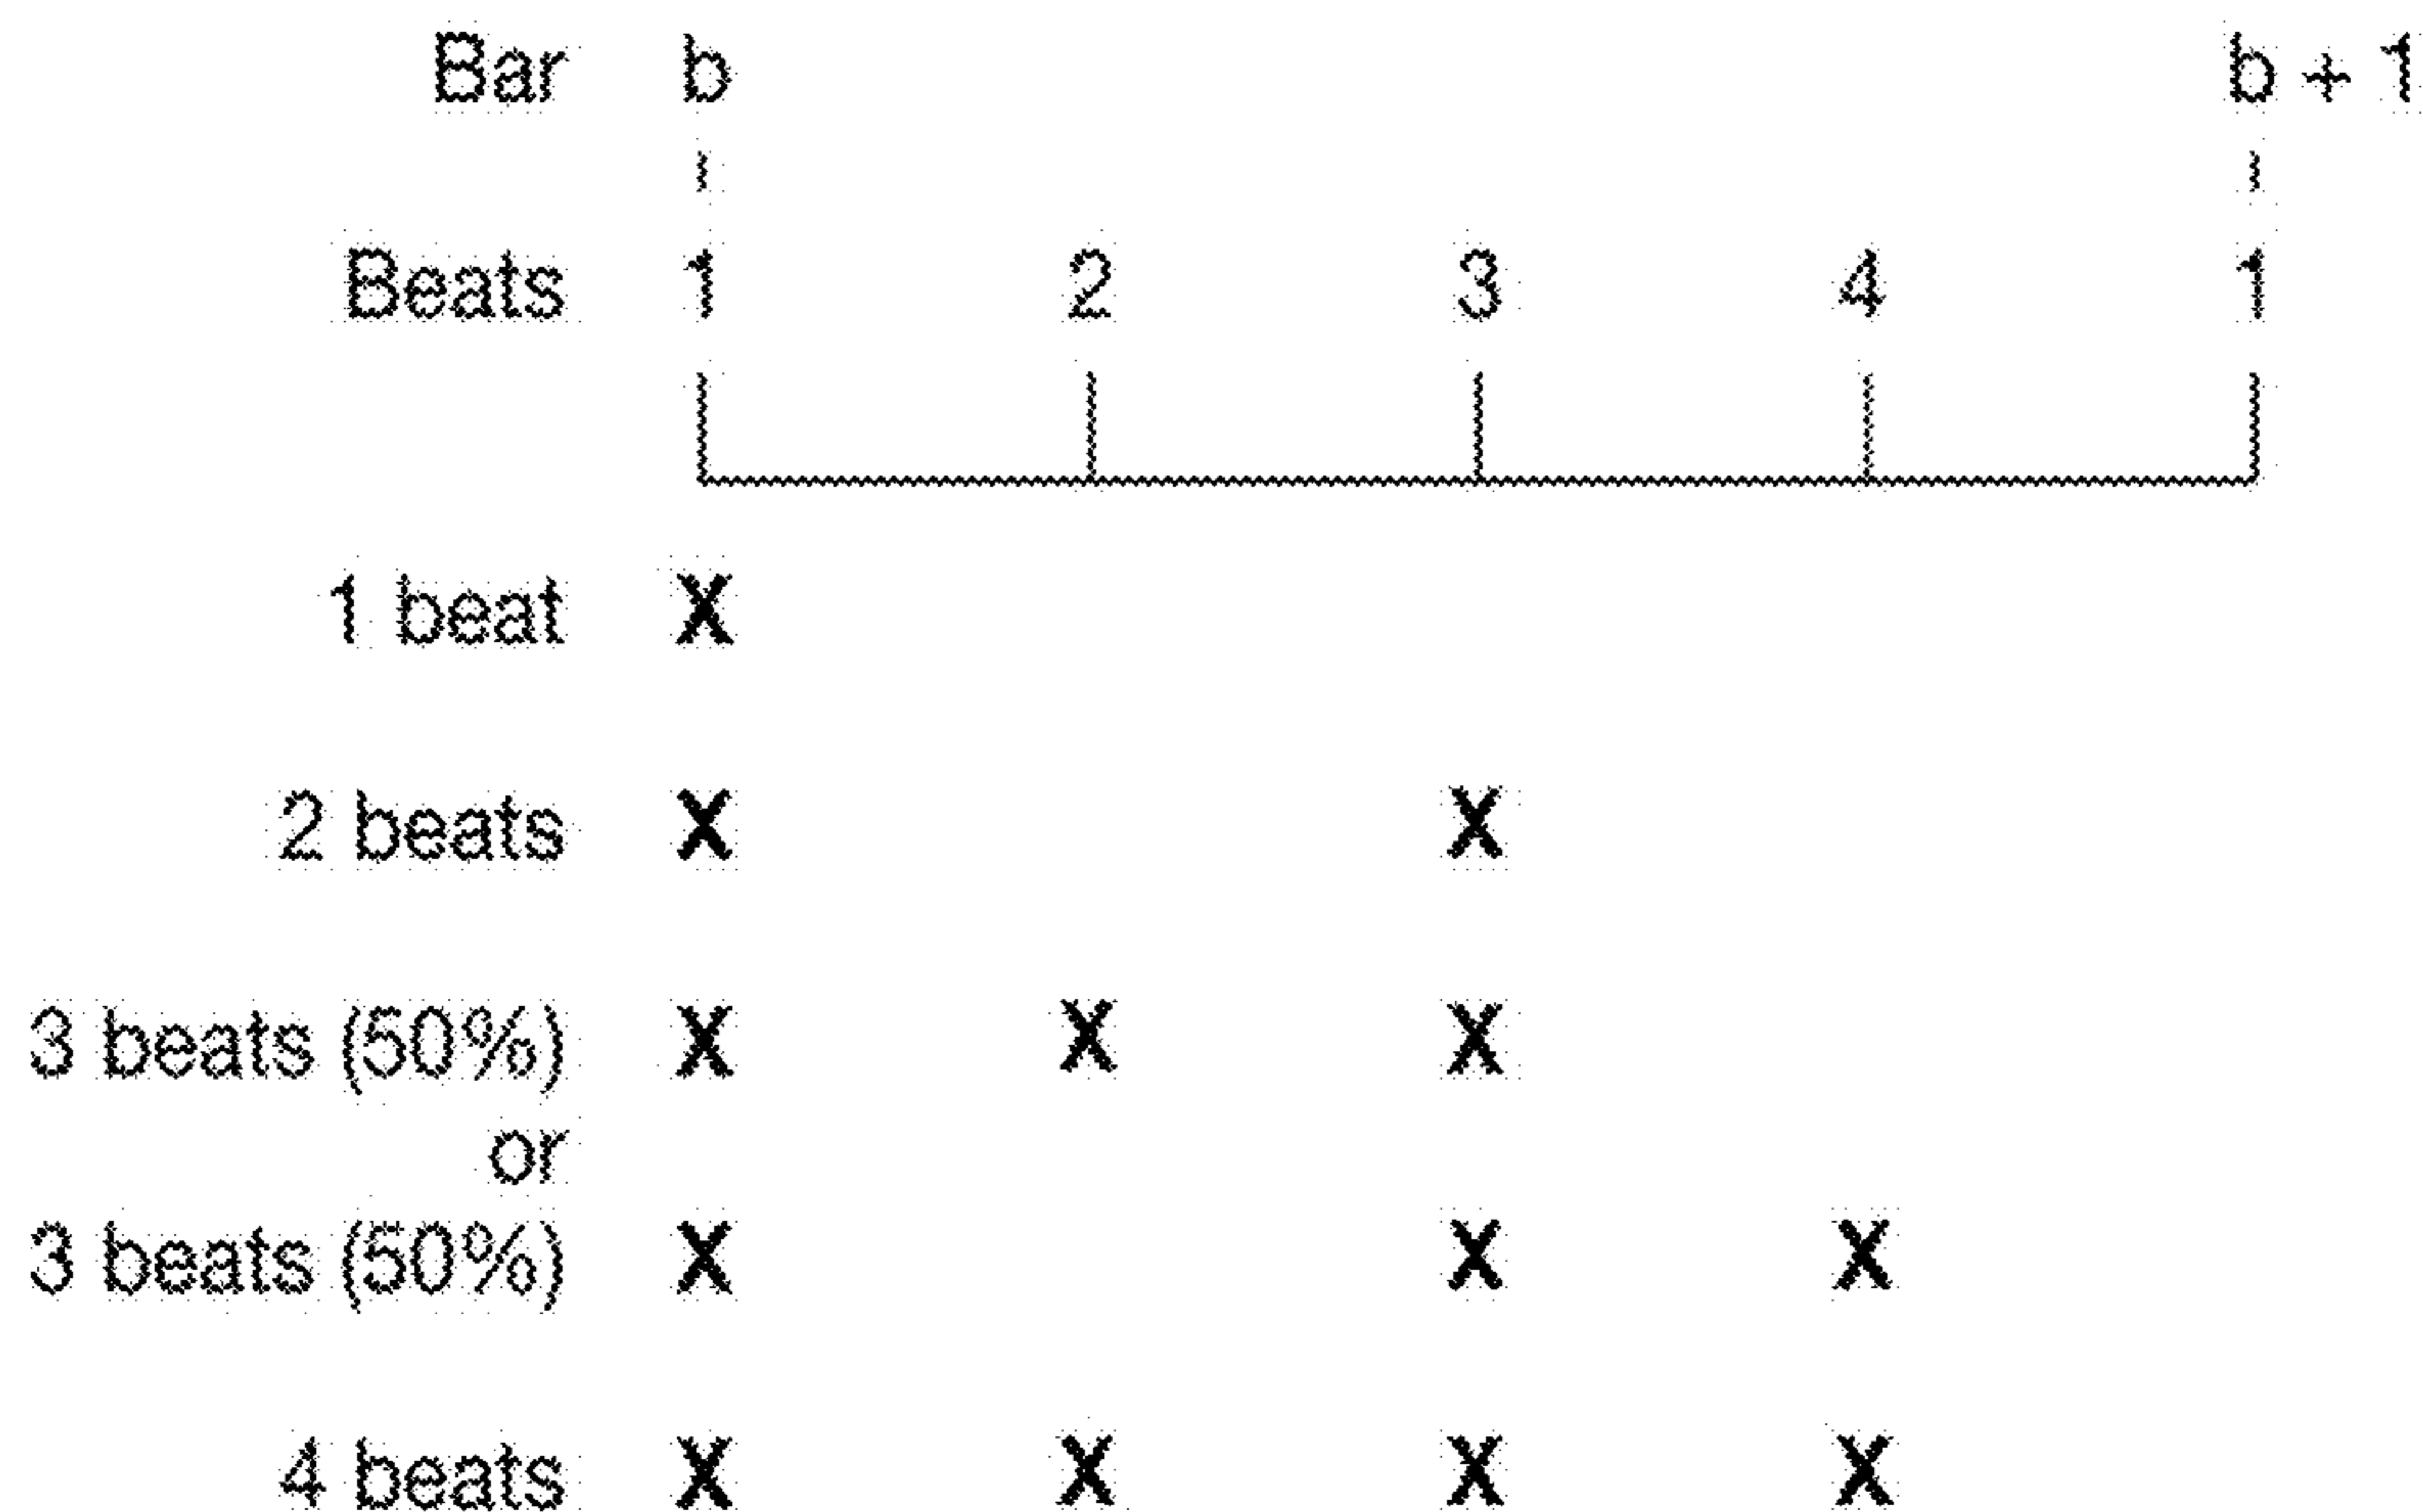 Bar b b + 1
Beats 1 2 3 4 1
1 beat X
2 beats X X
3 beats (50%) X X X
or
3 beats (50%) X X X
4 beats X X X X